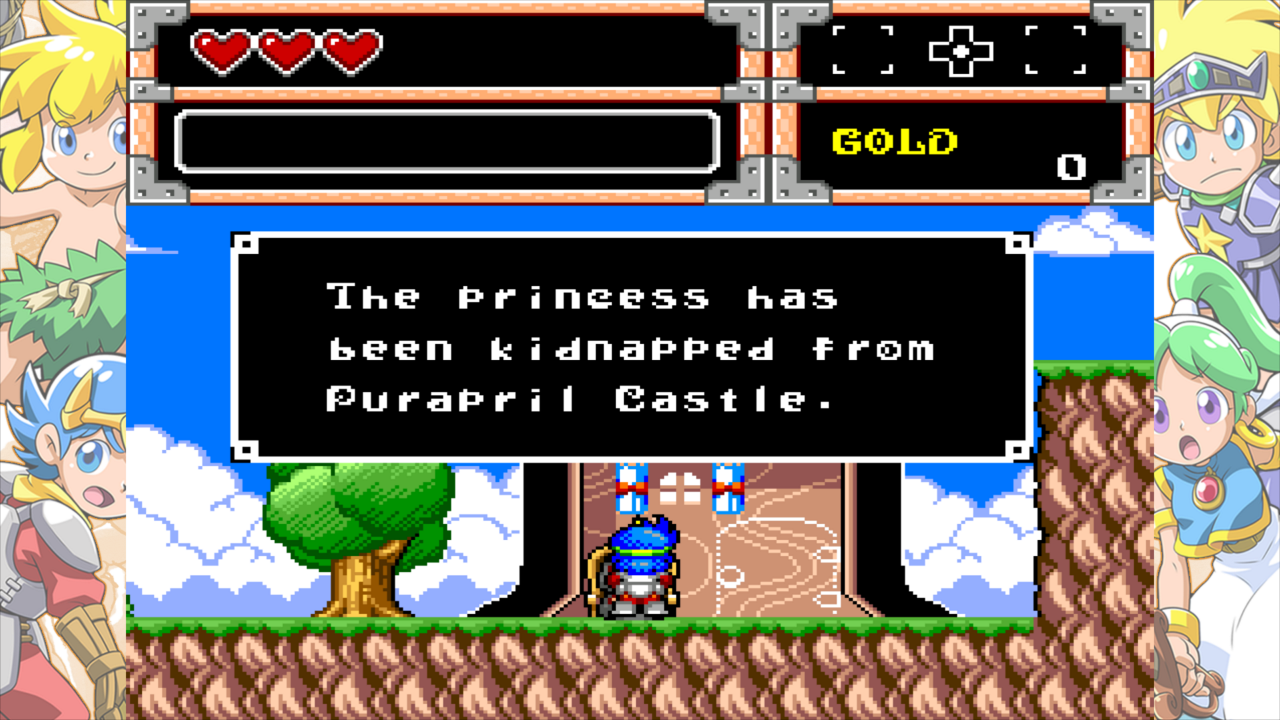 GOLD
0
The princess has
been kidnapped from
Purapril Castle.